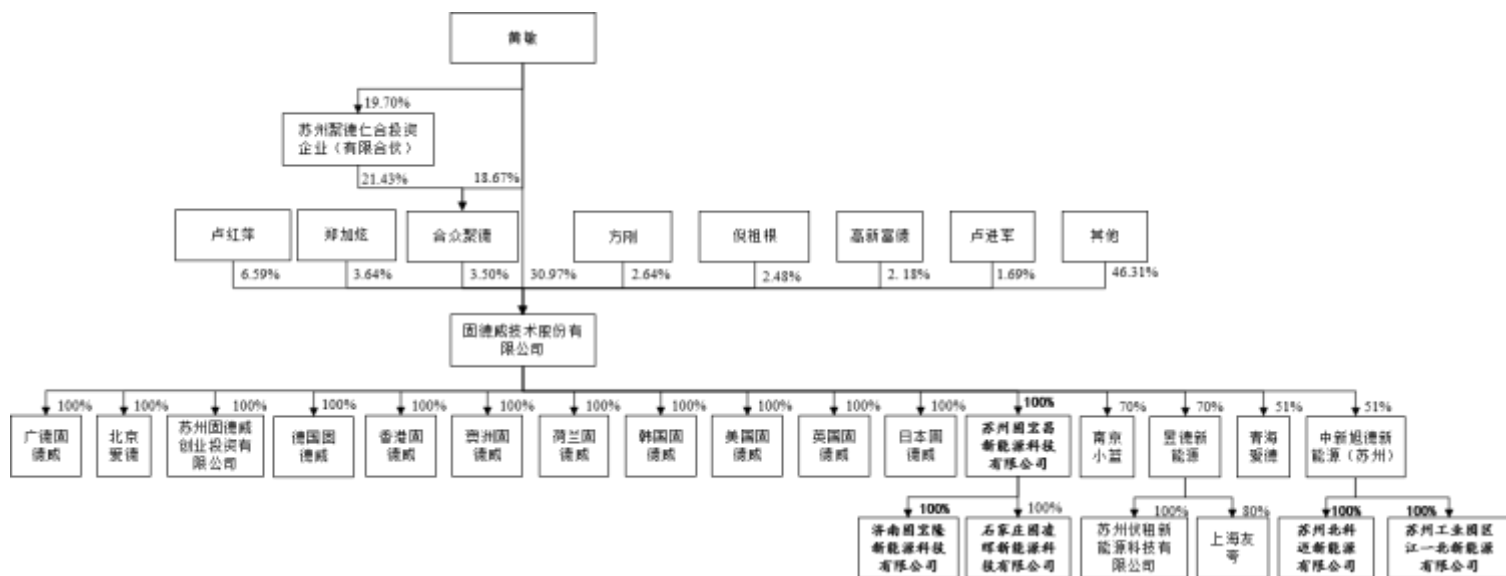 黄敏
19.70%
苏州聚德仁合投资
企业（有限合伙）
21.43%
18.67%
卢红萍
郑加炫
合众聚德
方刚
倪祖根
高新富德
卢进军
其他
6.59%
3.64%
3.50%
30.97%
2.64%
2.48%
2.18%
1.69%
46.31%
固德威技术股份有
限公司
100%
100%
100%
100%
100%
100%
100%
100%
100%
100%
100%
100%
70%
70%
51%
51%
广德固
德威
北京
爱德
苏州固德威
创业投资有
限公司
德国固
德威
香港固
德威
澳洲固
德威
荷兰固
德威
韩国固
德威
美国固
德威
英国固
德威
日本固
德威
苏州固宏昌
新能源科技
有限公司
南京
小蓝
昱德新
能源
青海
爱德
中新旭德新
能源（苏州）
100%
100%
100%
80%
100%
100%
济南固宏隆
新能源科技
有限公司
石家庄固凌
辉新能源科
技有限公司
苏州伏租新
能源科技有
限公司
上海友
苏州北科
迈新能源
有限公司
苏州工业园区
江一北新能源
有限公司